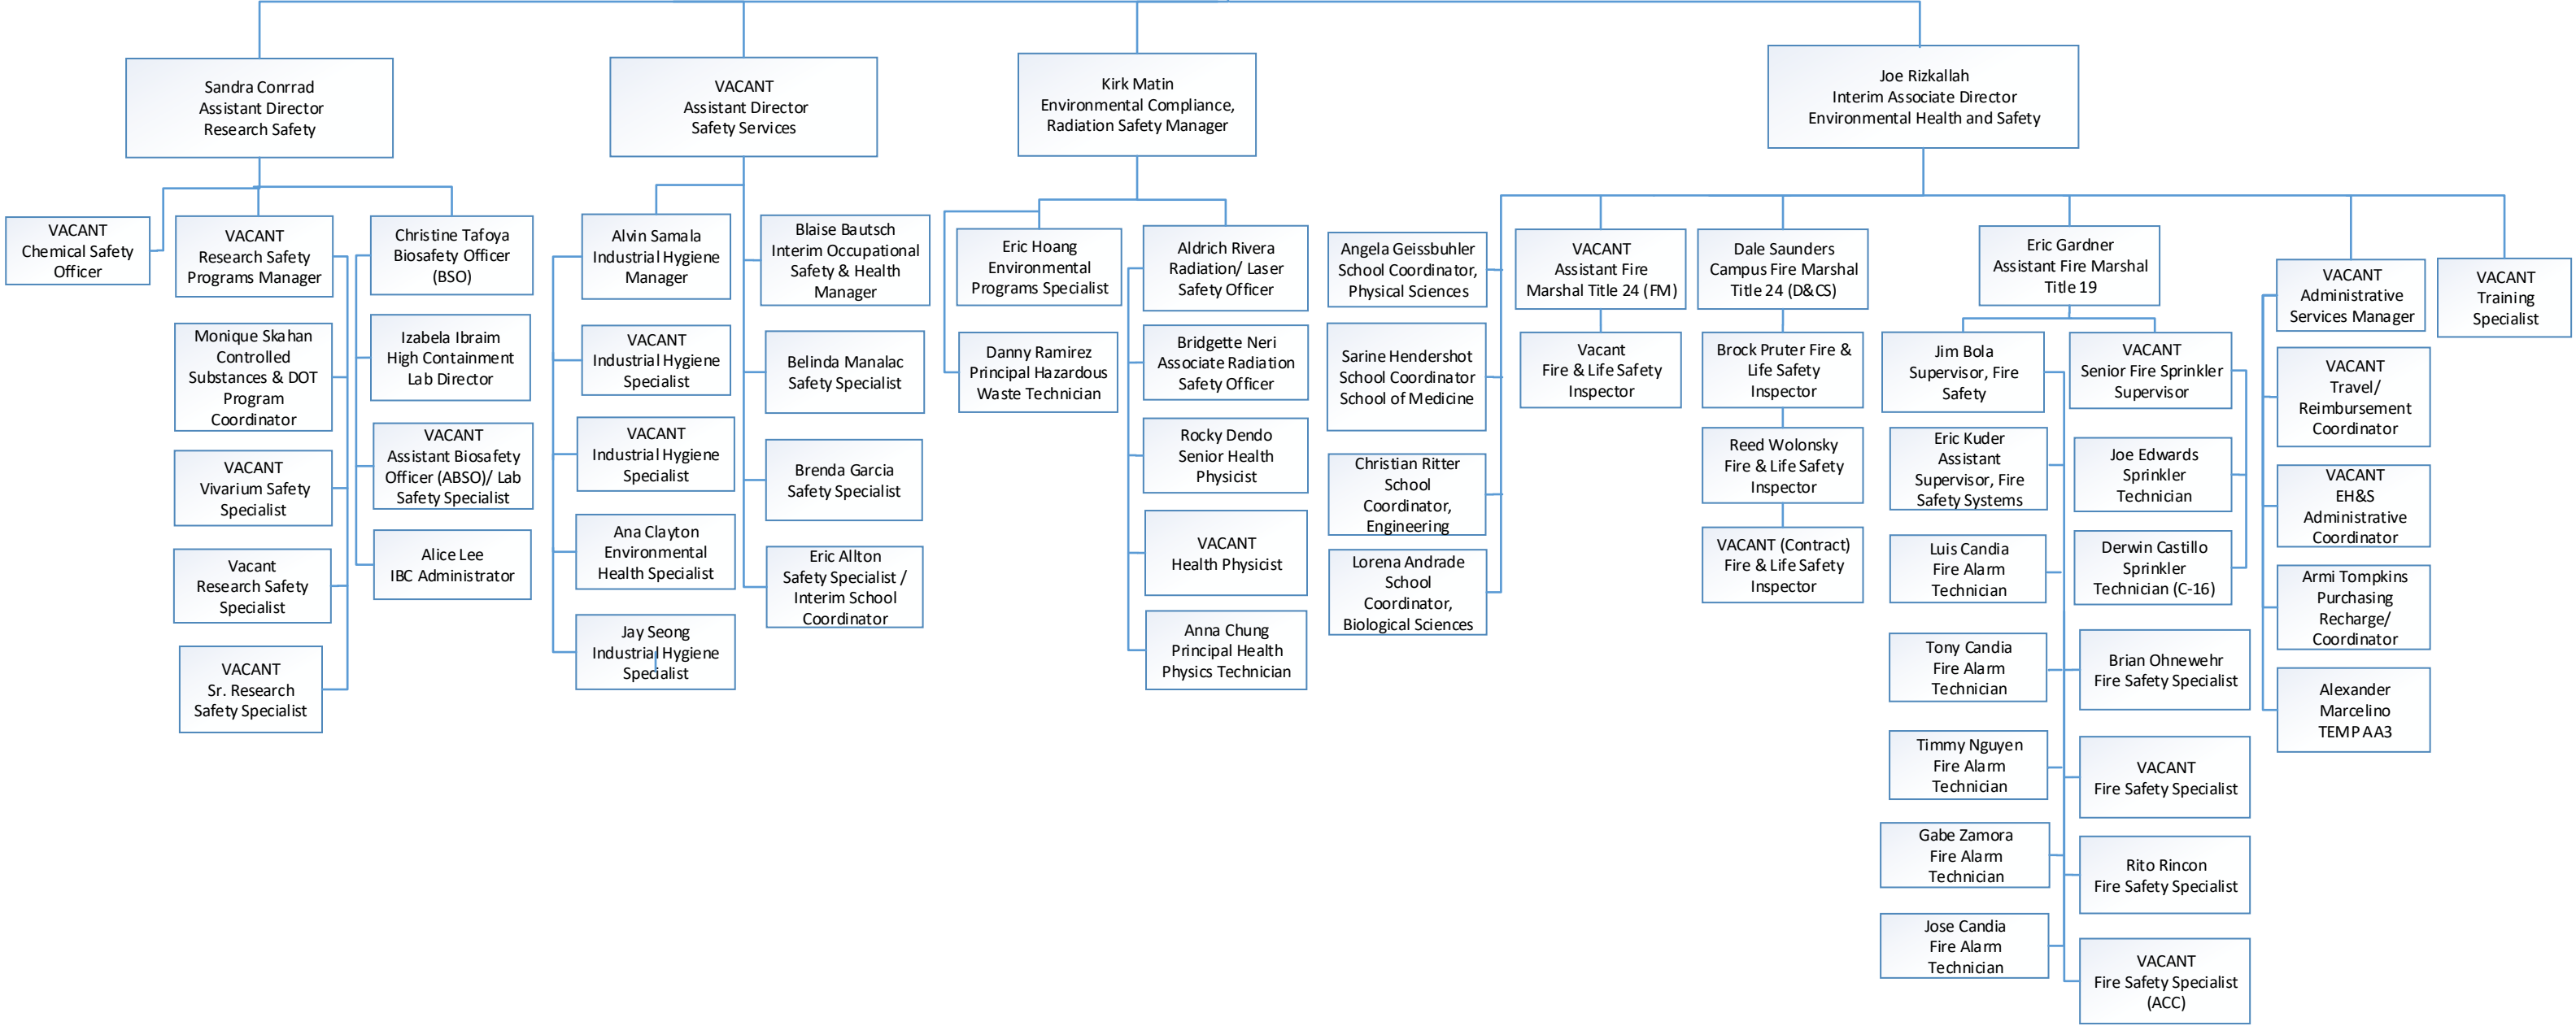 Sandra Conrrad
Assistant Director
Research Safety
VACANT
Assistant Director
Safety Services
Kirk Matin
Environmental Compliance,
Radiation Safety Manager
Joe Rizkallah
Interim Associate Director
Environmental Health and Safety
VACANT
Chemical Safety
Officer
VACANT
Research Safety
Programs Manager
Monique Skahan
Controlled
Substances & DOT
Program
Coordinator
VACANT
Vivarium Safety
Specialist
Vacant
Research Safety
Specialist
VACANT
Sr. Research
Safety Specialist
Christine Tafoya
Biosafety Officer
(BSO)
Izabela Ibraim
High Containment
Lab Director
VACANT
Assistant Biosafety
Officer (ABSO)/ Lab
Safety Specialist
Alice Lee
IBC Administrator
Alvin Samala
Industrial Hygiene
Manager
VACANT
Industrial Hygiene
Specialist
VACANT
Industrial Hygiene
Specialist
Ana Clayton
Environmental
Health Specialist
Jay Seong
Industrial Hygiene
Specialist
Blaise Bautsch
Interim Occupational
Safety & Health
Manager
Belinda Manalac
Safety Specialist
Brenda Garcia
Safety Specialist
Eric Allton
Safety Specialist /
Interim School
Coordinator
Eric Hoang
Environmental
Programs Specialist
Danny Ramirez
Principal Hazardous
Waste Technician
Aldrich Rivera
Radiation/ Laser
Safety Officer
Bridgette Neri
Associate Radiation
Safety Officer
Rocky Dendo
Senior Health
Physicist
VACANT
Health Physicist
Anna Chung
Principal Health
Physics Technician
Angela Geissbuhler
School Coordinator,
Physical Sciences
Sarine Hendershot
School Coordinator
School of Medicine
Christian Ritter
School
Coordinator,
Engineering
Lorena Andrade
School
Coordinator,
Biological Sciences
VACANT
Assistant Fire
Marshal Title 24 (FM)
Vacant
Fire & Life Safety
Inspector
Dale Saunders
Campus Fire Marshal
Title 24 (D&CS)
Brock Pruter Fire &
Life Safety
Inspector
Reed Wolonsky
Fire & Life Safety
Inspector
VACANT (Contract)
Fire & Life Safety
Inspector
Eric Gardner
Assistant Fire Marshal
Title 19
Jim Bola
Supervisor, Fire
Safety
Eric Kuder
Assistant
Supervisor, Fire
Safety Systems
Luis Candia
Fire Alarm
Technician
Tony Candia
Fire Alarm
Technician
Timmy Nguyen
Fire Alarm
Technician
Gabe Zamora
Fire Alarm
Technician
Jose Candia
Fire Alarm
Technician
VACANT
Senior Fire Sprinkler
Supervisor
Joe Edwards
Sprinkler
Technician
Derwin Castillo
Sprinkler
Technician (C-16)
Brian Ohnewehr
Fire Safety Specialist
VACANT
Fire Safety Specialist
Rito Rincon
Fire Safety Specialist
VACANT
Fire Safety Specialist
(ACC)
VACANT
Administrative
Services Manager
VACANT
Travel/
Reimbursement
Coordinator
VACANT
EH&S
Administrative
Coordinator
Armi Tompkins
Purchasing
Recharge/
Coordinator
Alexander
Marcelino
TEMP AA3
VACANT
Training
Specialist